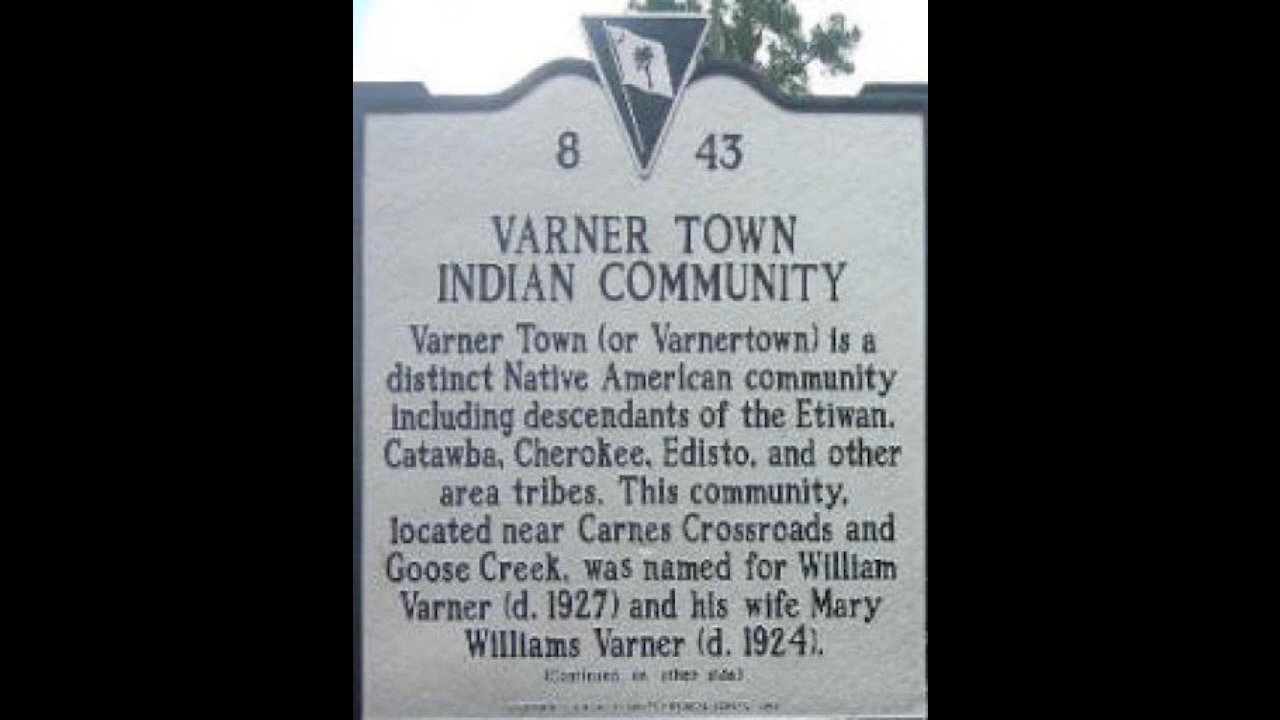 8 43
VARNER TOWN
INDIAN COMMUNITY
Varner Town (or Varnertown) is a
distinct Native American community
including descendants of the Etiwan,
Catawba, Cherokee, Edisto, and other
area tribes. This community,
located near Carnes Crossroads and
Goose Creek, was named for William
Varner (d. 1927) and his wife Mary
Williams Varner (d. 1924).
(Continued on other side)